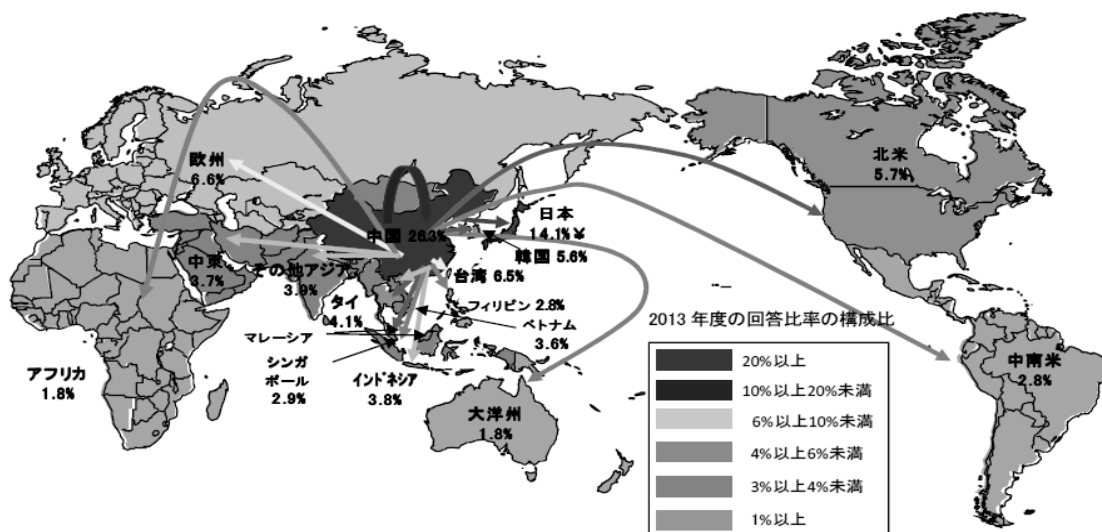 欧州
6.6%
北米
5.7%
日本
14.1%¥
中国 26.3%
韓国 5.6%
中東
3.7%
その他アジア
3.9%
台湾 6.5%
タイ
4.1%
フィリピン 2.8%
ベトナム
3.6%
マレーシア
シンガ
ポール
2.9%
インドネシア
3.8%
アフリカ
1.8%
大洋州
1.8%
中南米
2.8%
2013 年度の回答比率の構成比
20%以上
10%以上20%未満
6%以上10%未満
4%以上6%未満
3%以上4%未満
1%以上